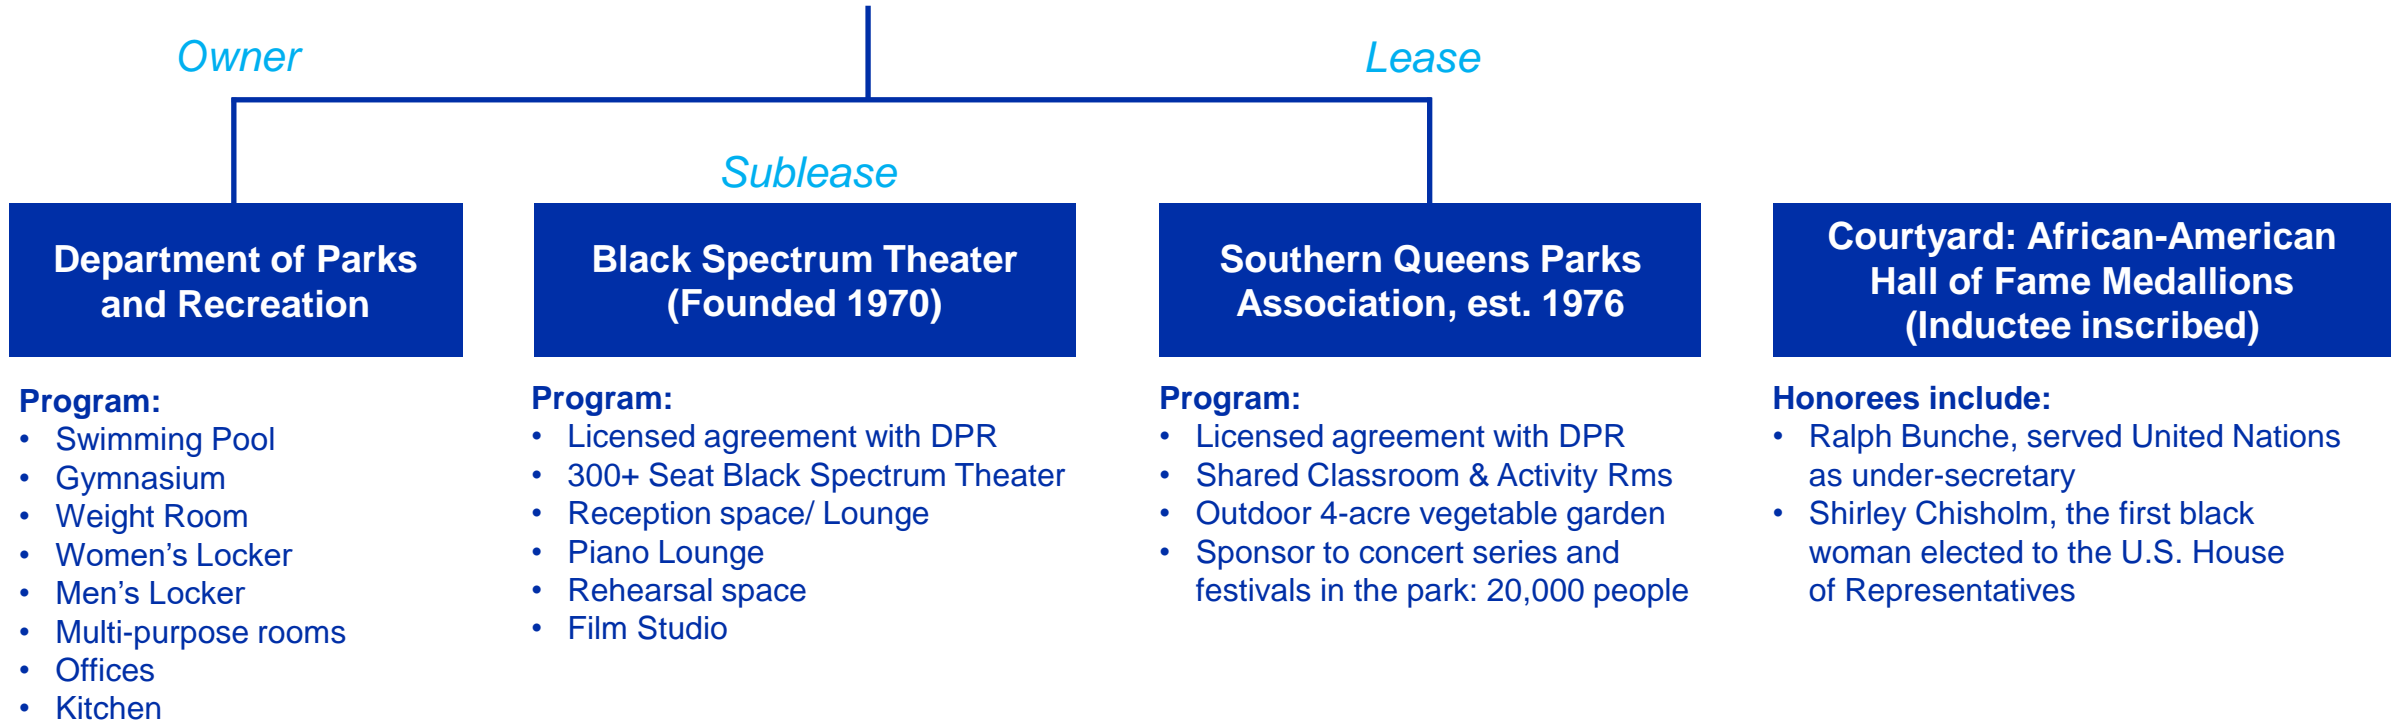 Owner
Lease
Sublease
Department of Parks
and Recreation
Black Spectrum Theater
(Founded 1970)
Southern Queens Parks
Association, est. 1976
Courtyard: African-American
Hall of Fame Medallions
(Inductee inscribed)
Program:
• Swimming Pool
• Gymnasium
• Weight Room
• Women’s Locker
• Men’s Locker
• Multi-purpose rooms
• Offices
• Kitchen
Program:
• Licensed agreement with DPR
• 300+ Seat Black Spectrum Theater
• Reception space/ Lounge
• Piano Lounge
• Rehearsal space
• Film Studio
Program:
• Licensed agreement with DPR
• Shared Classroom & Activity Rms
• Outdoor 4-acre vegetable garden
• Sponsor to concert series and
festivals in the park: 20,000 people
Honorees include:
• Ralph Bunche, served United Nations
as under-secretary
• Shirley Chisholm, the first black
woman elected to the U.S. House
of Representatives